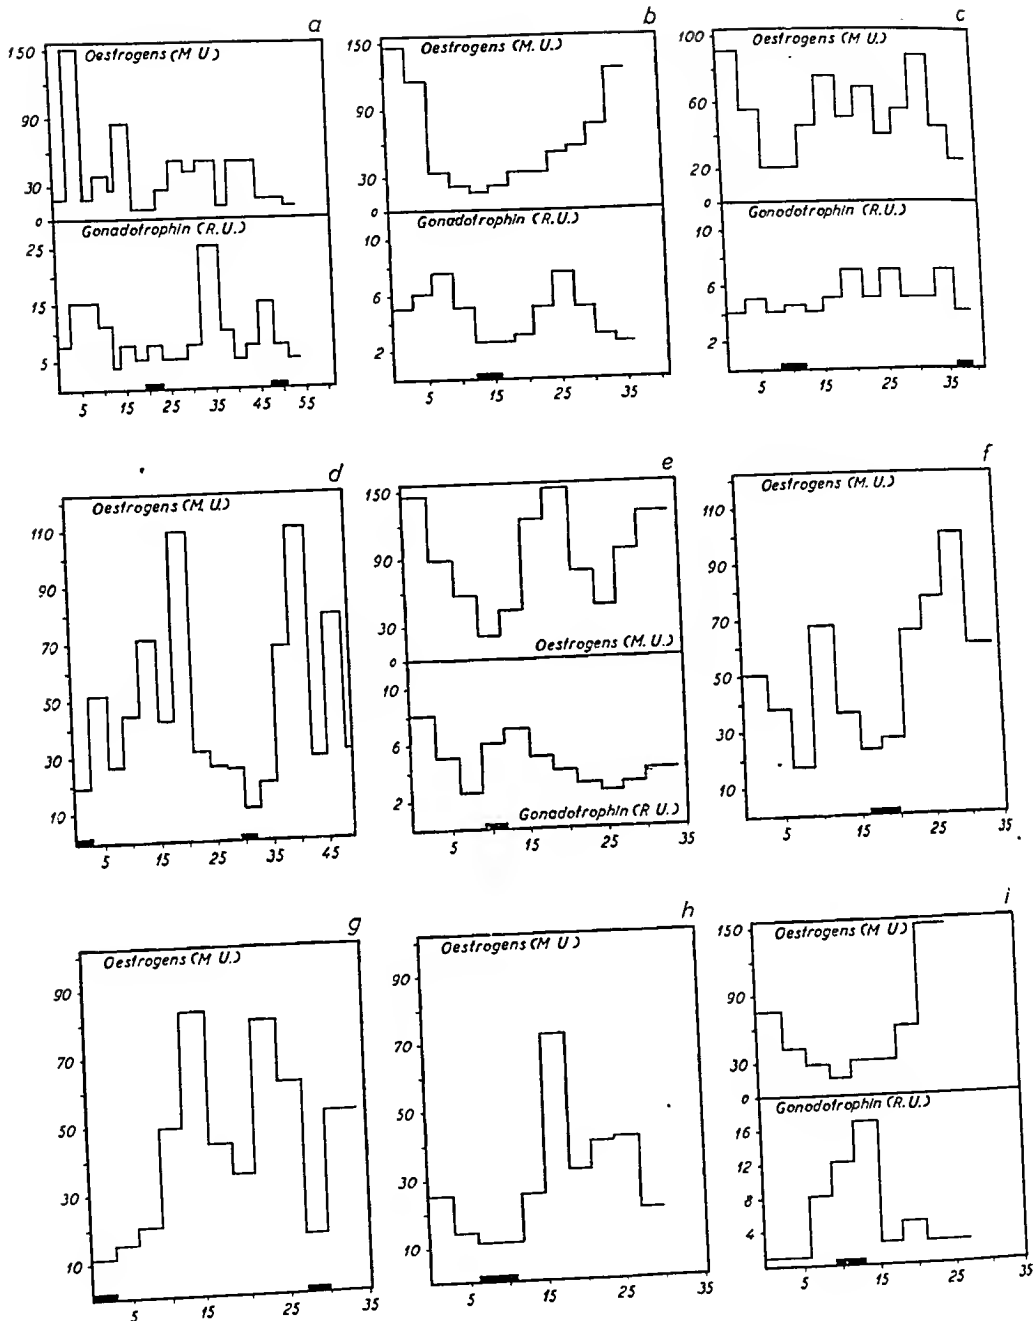 a
Oestrogens (M U)
150
90
30
0
Gonadotrophin (R.U.)
25
15
5
5 15 25 35 45 55
b
Oestrogens (M.U.)
150
90
30
0
Gonadotrophin (R.U.)
10
6
2
5 15 25 35
c
Oestrogens (M.U.)
100
60
20
0
Gonodotrophin (R.U.)
10
6
2
5 15 25 35
d
Oestrogens (M.U.)
110
90
70
50
30
10
5 15 25 35 45
e
150
90
30
Oestrogens (M.U.)
0
10
6
2
Gonadotrophin (R.U.)
5 15 25 35
f
Oestrogens (M.U.)
110
90
70
50
30
10
5 15 25 35
g
Oestrogens (M U.)
90
70
50
30
10
5 15 25 35
h
Oestrogens (M.U.)
90
70
50
30
10
5 15 25 35
i
Oestrogens (M U)
150
90
30
0
Gonodotrophin (R.U.)
16
12
8
4
5 15 25 35